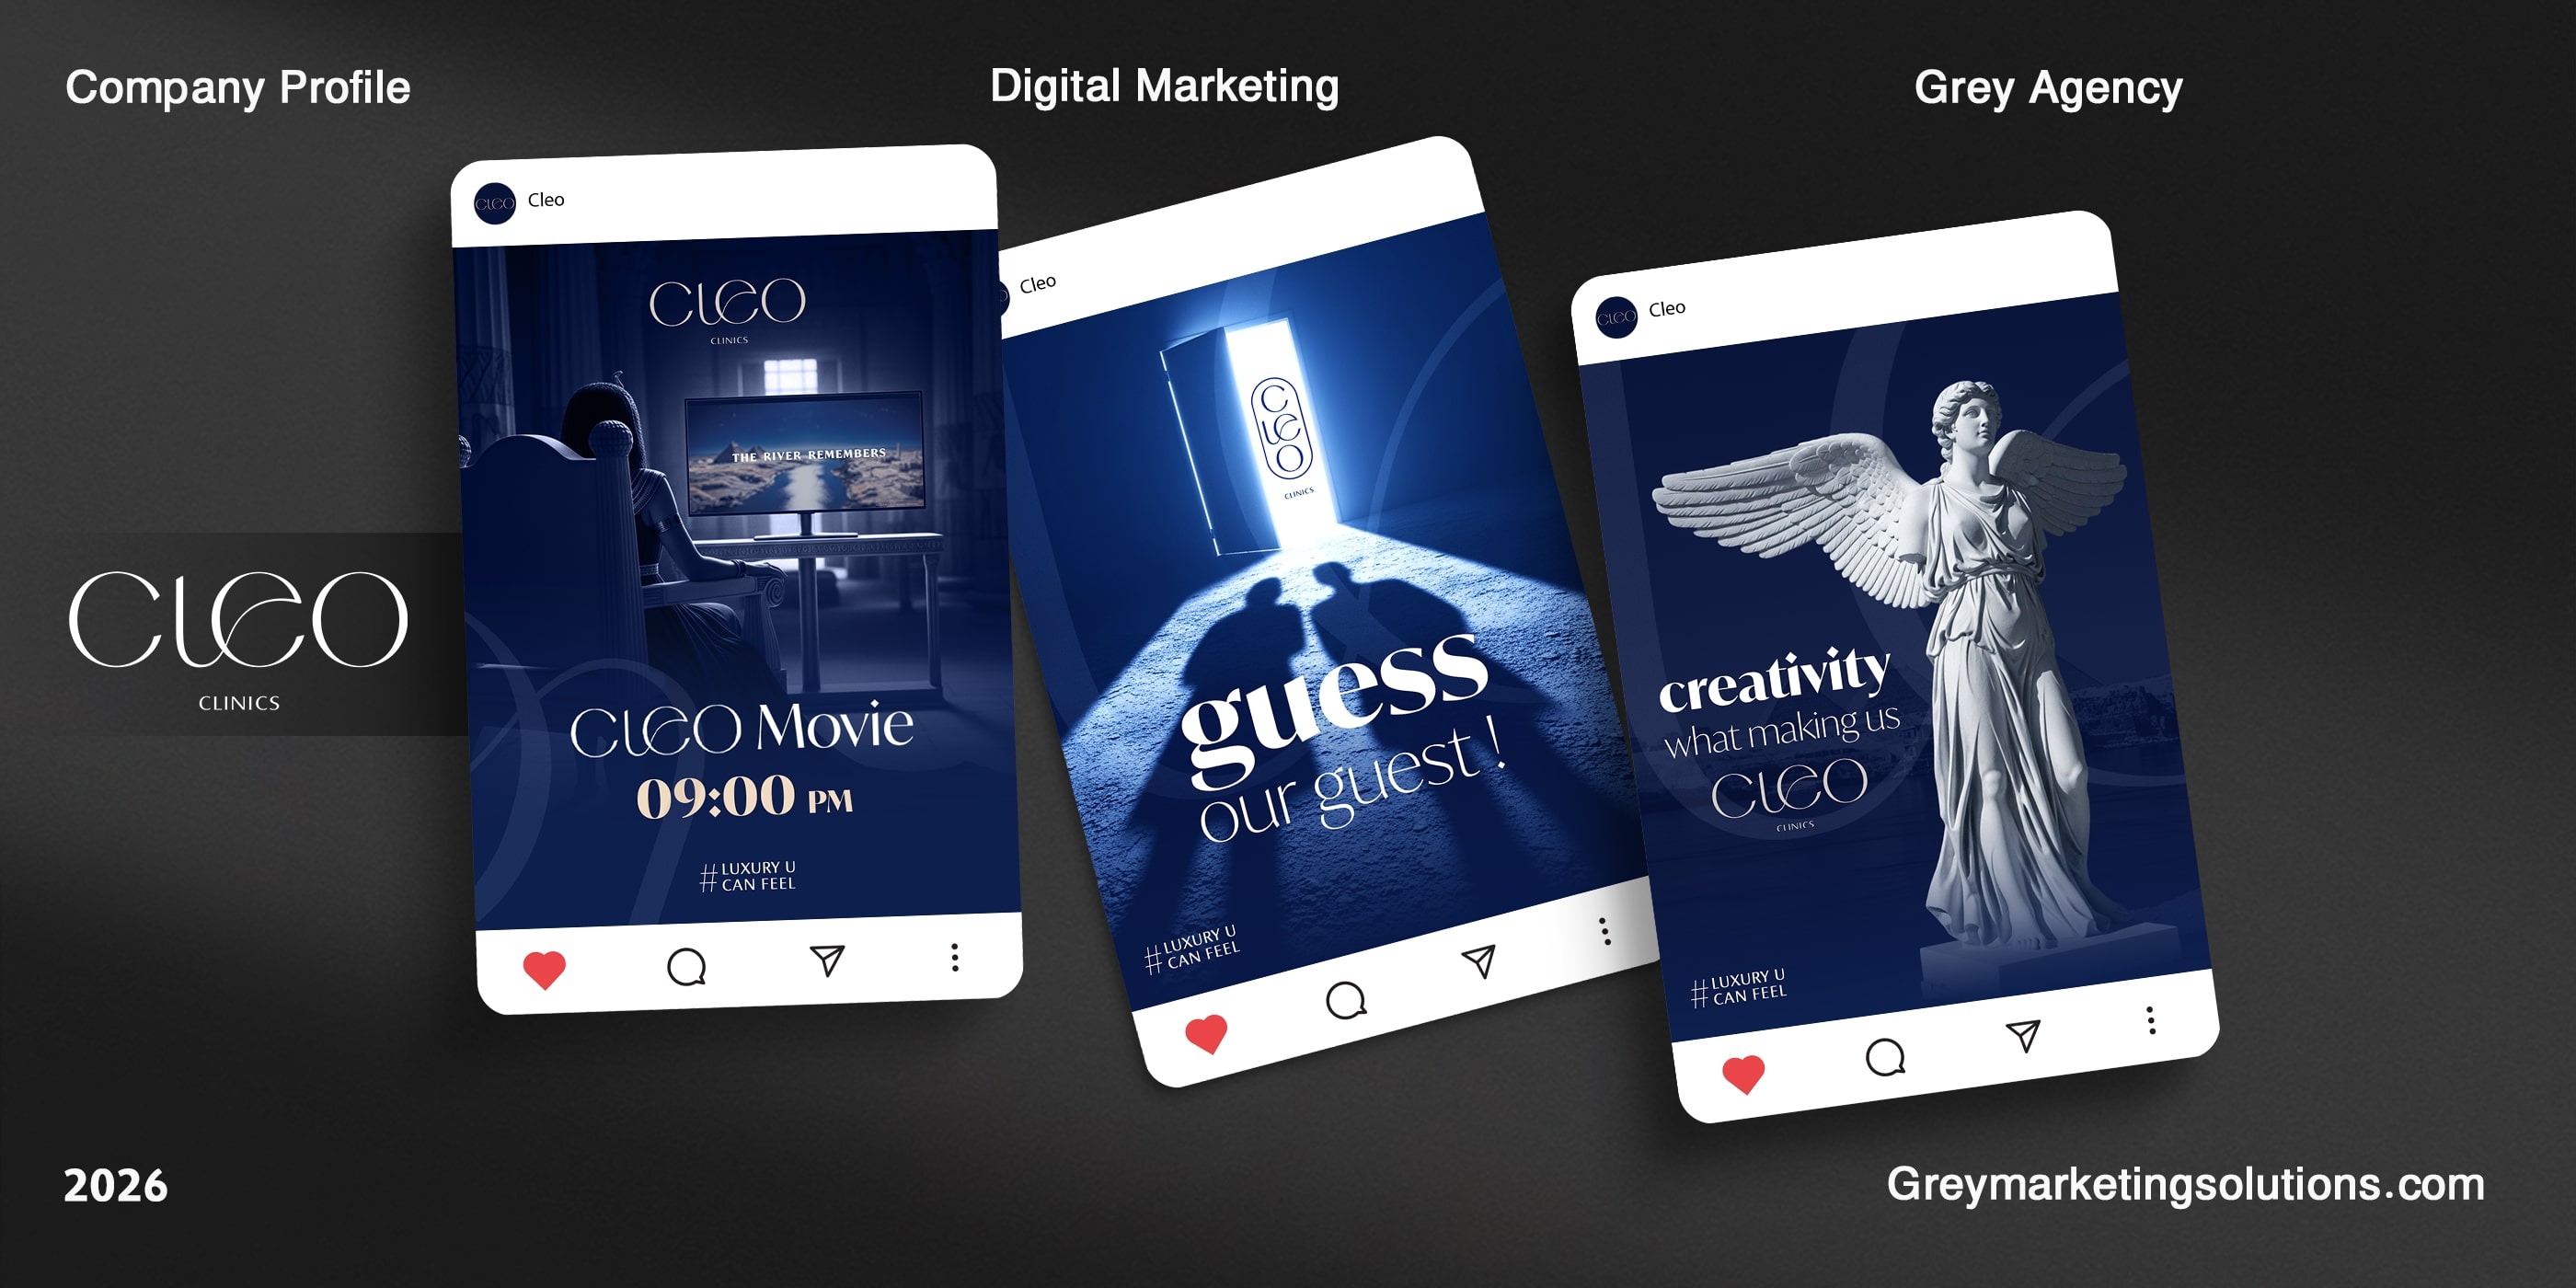 Company Profile
Digital Marketing
Grey Agency
CLEO
CLINICS
CLEO
Cleo
CLEO
CLINICS
THE RIVER REMEMBERS
CLEO Movie
09:00 PM
# LUXURY U
CAN FEEL
Cleo
CLEO
CLINICS
guess
our guest !
# LUXURY U
CAN FEEL
CLEO
Cleo
creativity
what making us
CLEO
CLINICS
# LUXURY U
CAN FEEL
2026
Greymarketingsolutions.com